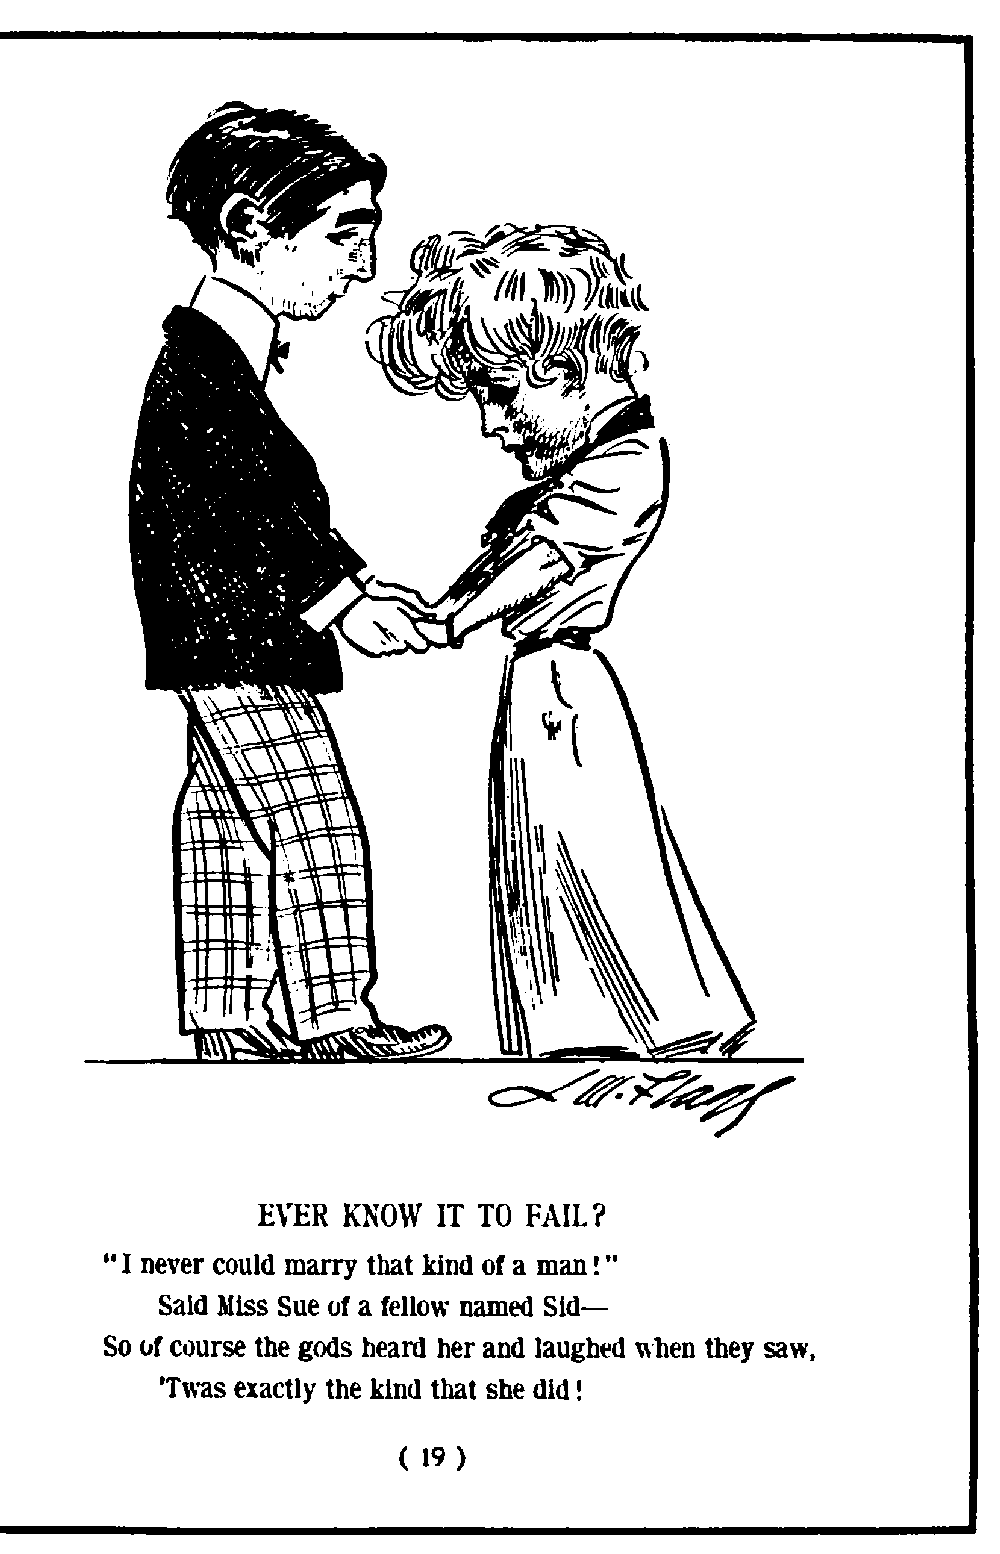 J M. Flagg
EVER KNOW IT TO FAIL?
"I never could marry that kind of a man!"
Said Miss Sue of a fellow named Sid—
So of course the gods heard her and laughed when they saw,
'Twas exactly the kind that she did!
( 19 )